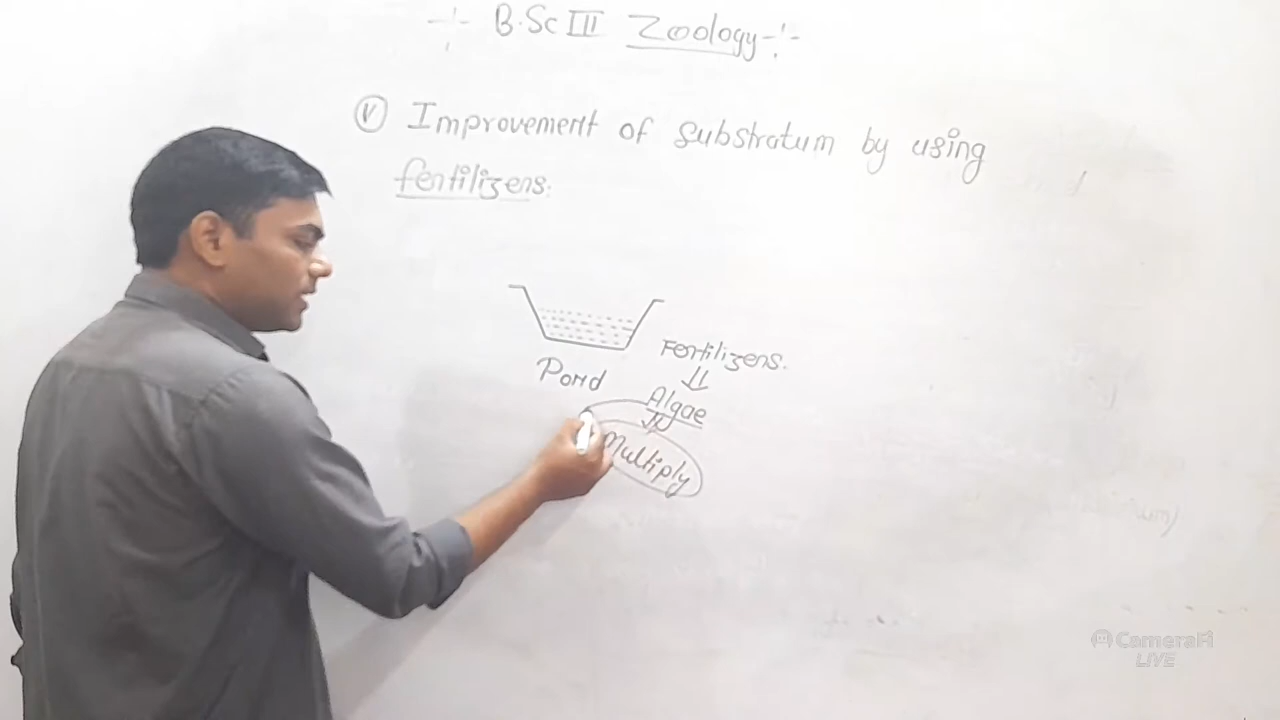 B.Sc III Zoology
(V) Improvement of substratum by using
fertilizers.
Fertilizers.
Pond
Algae
Multiply
CameraFi
LIVE